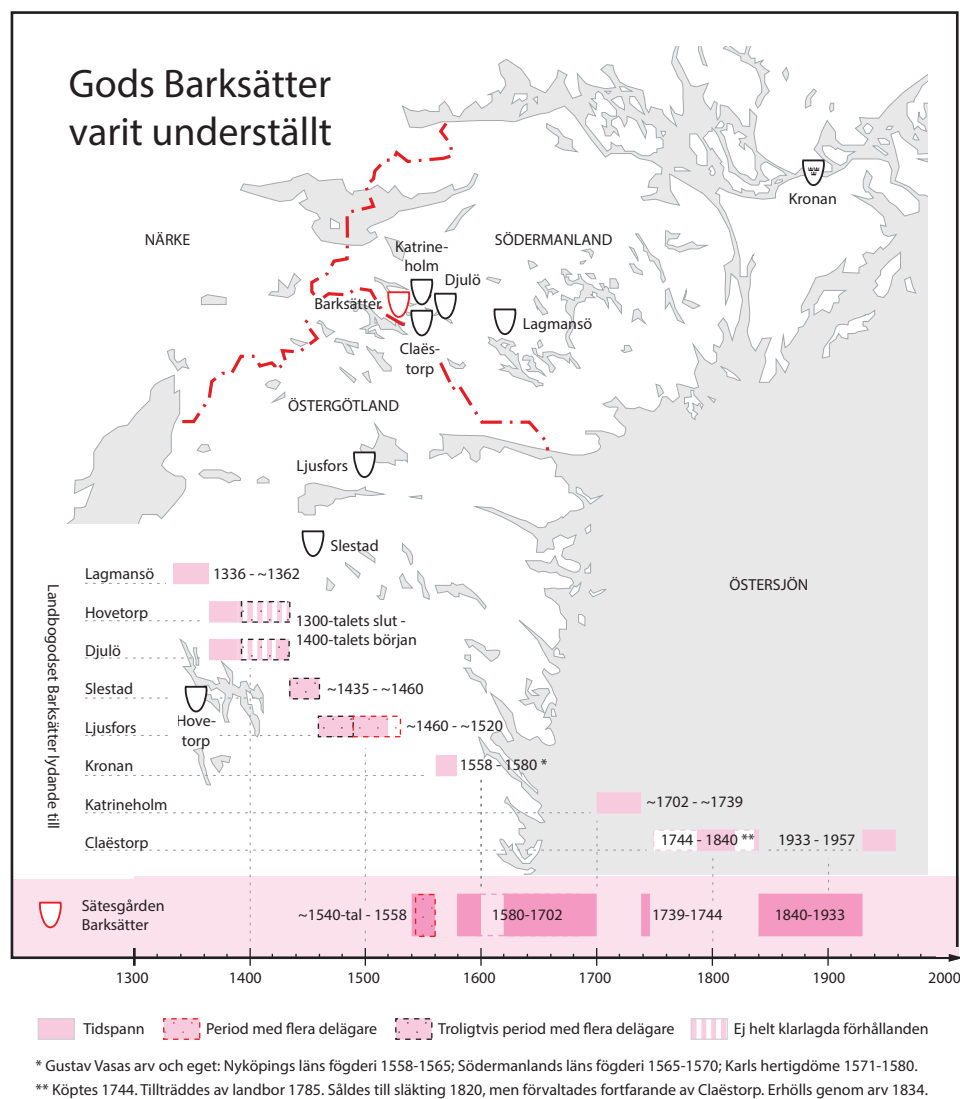 Gods Barksätter
varit underställt
Kronan
NÄRKE
SÖDERMANLAND
Katrine-
holm
Djulö
Barksätter
Lagmansö
Claës-
torp
ÖSTERGÖTLAND
Ljusfors
Slestad
ÖSTERSJÖN
Hove-
torp
Landbogodset Barksätter lydande till
Lagmansö 1336 - ~1362
Hovetorp
1300-talets slut -
1400-talets början
Djulö
Slestad ~1435 - ~1460
Ljusfors ~1460 - ~1520
Kronan 1558 - 1580 *
Katrineholm ~1702 - ~1739
Claëstorp 1744 - 1840 ** 1933 - 1957
Sätesgården
Barksätter
~1540-tal - 1558 1580-1702 1739-1744 1840-1933
1300 1400 1500 1600 1700 1800 1900 2000
Tidspann Period med flera delägare Troligtvis period med flera delägare Ej helt klarlagda förhållanden
* Gustav Vasas arv och eget: Nyköpings läns fögderi 1558-1565; Södermanlands läns fögderi 1565-1570; Karls hertigdöme 1571-1580.
** Köptes 1744. Tillträddes av landbor 1785. Såldes till släkting 1820, men förvaltades fortfarande av Claëstorp. Erhölls genom arv 1834.